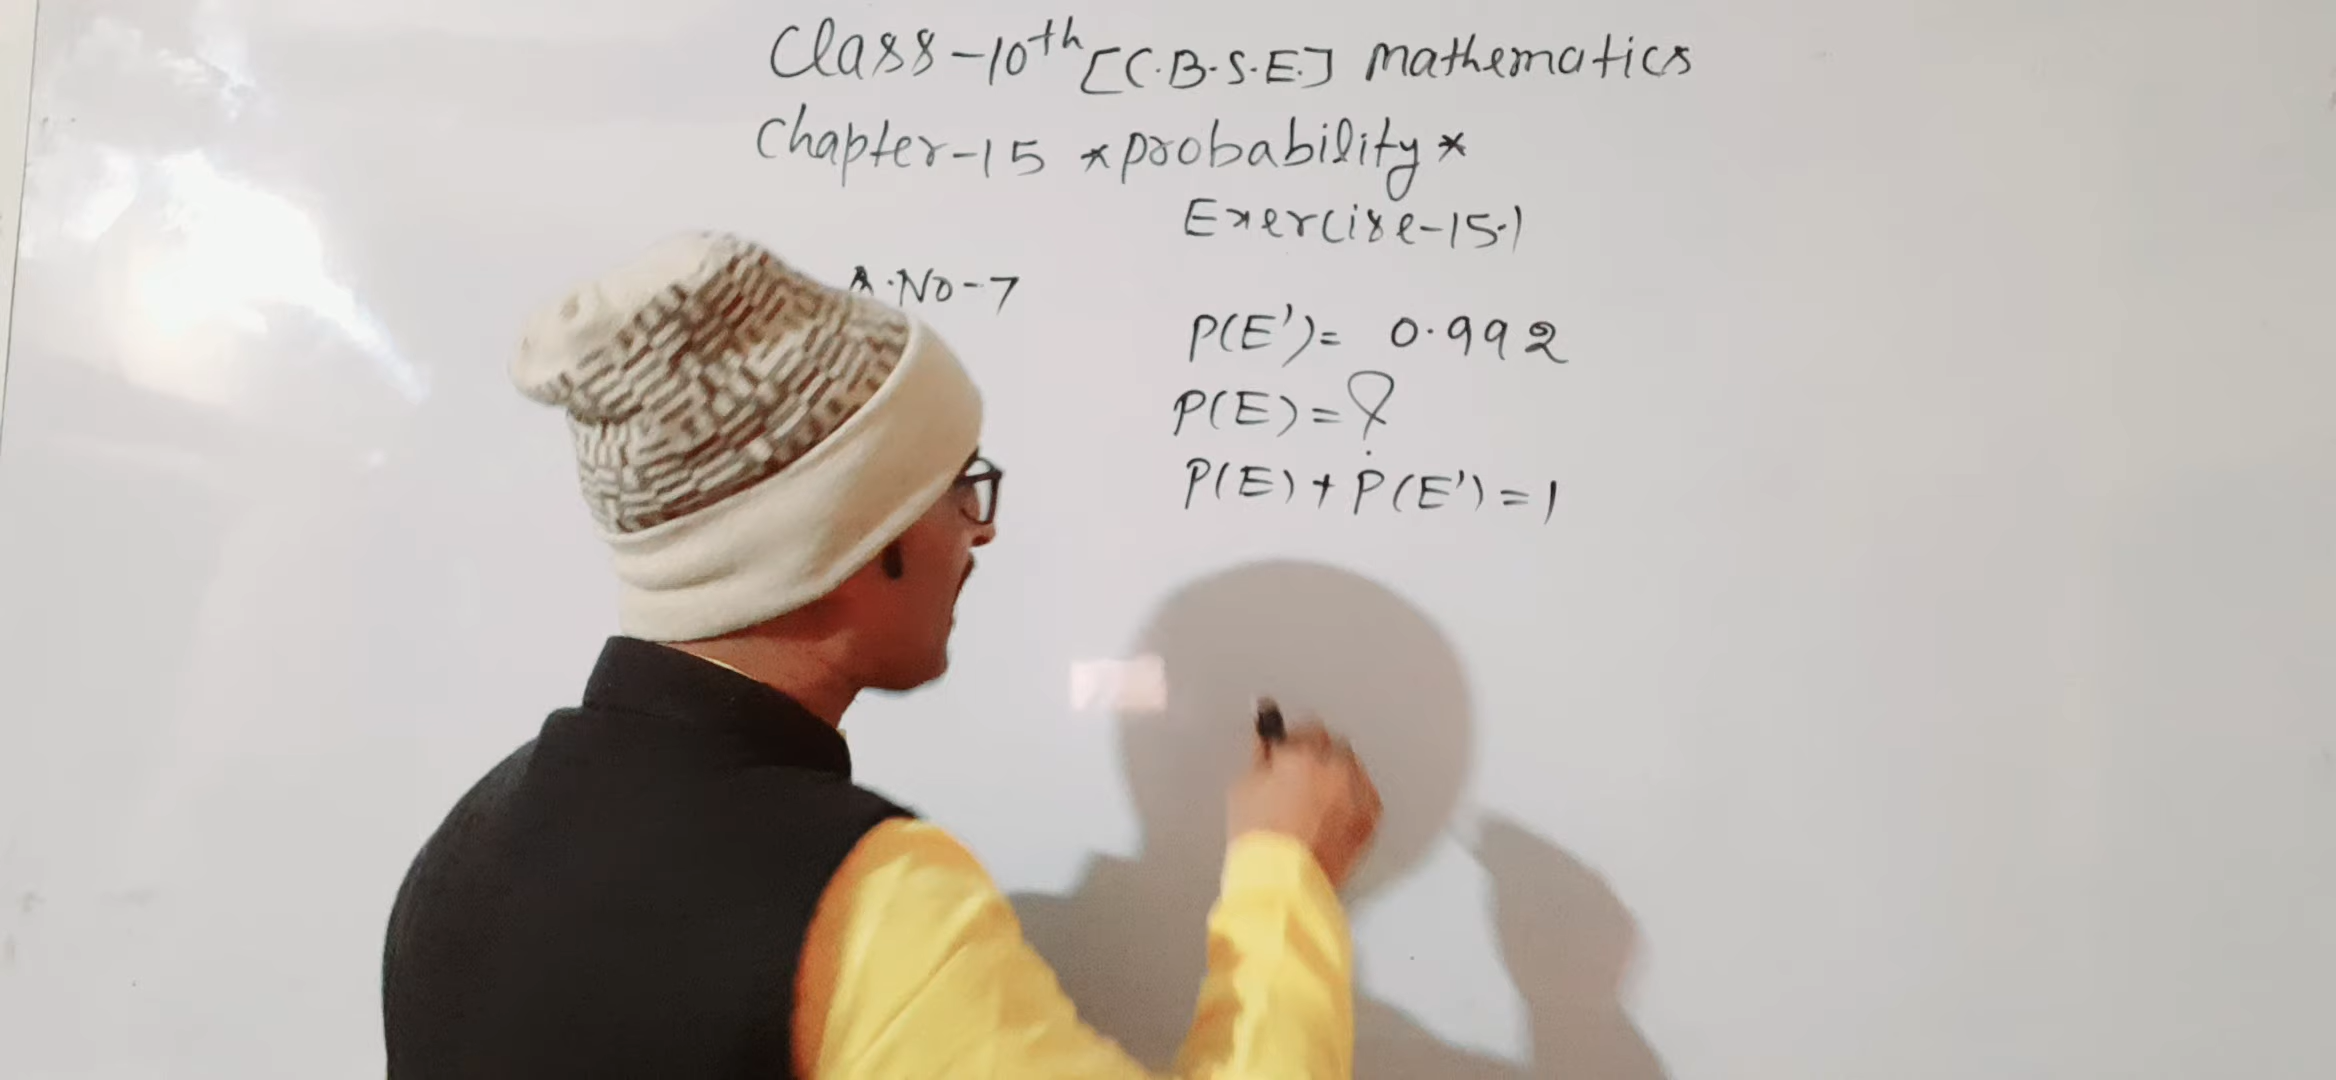 Class-10th [C.B.S.E.] mathematics
Chapter-15 *probability*
Exercise-15.1
A.No-7
P(E')= 0.992
P(E)=?
P(E)+P(E')=1